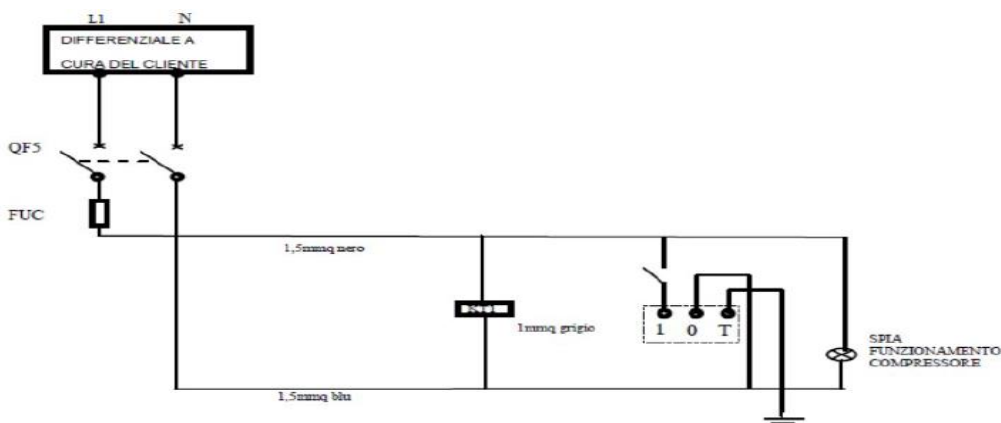 L1 N
DIFFERENZIALE A
CURA DEL CLIENTE
QF5
FUC
1,5mmq nero
1mmq grigio
1 0 T
SPIA
FUNZIONAMENTO
COMPRESSORE
1,5mmq blu